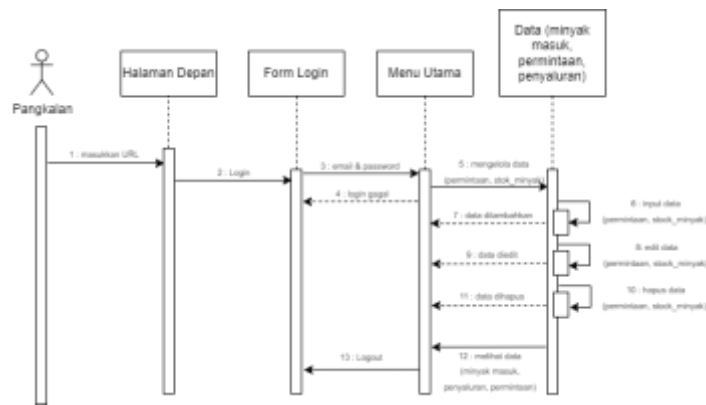 Data (minyak
masuk,
permintaan,
penyaluran)
Halaman Depan
Form Login
Menu Utama
Pangkalan
1 : masukkan URL
2 : Login
3 : email & password
4 : login gagal
5 : mengelola data
(permintaan, stok_minyak)
6 : input data
(permintaan, stock_minyak)
7 : data ditambahkan
8 : edit data
(permintaan, stock_minyak)
9 : data diedit
10 : hapus data
(permintaan, stock_minyak)
11 : data dihapus
12 : melihat data
(minyak masuk,
penyaluran, permintaan)
13 : Logout